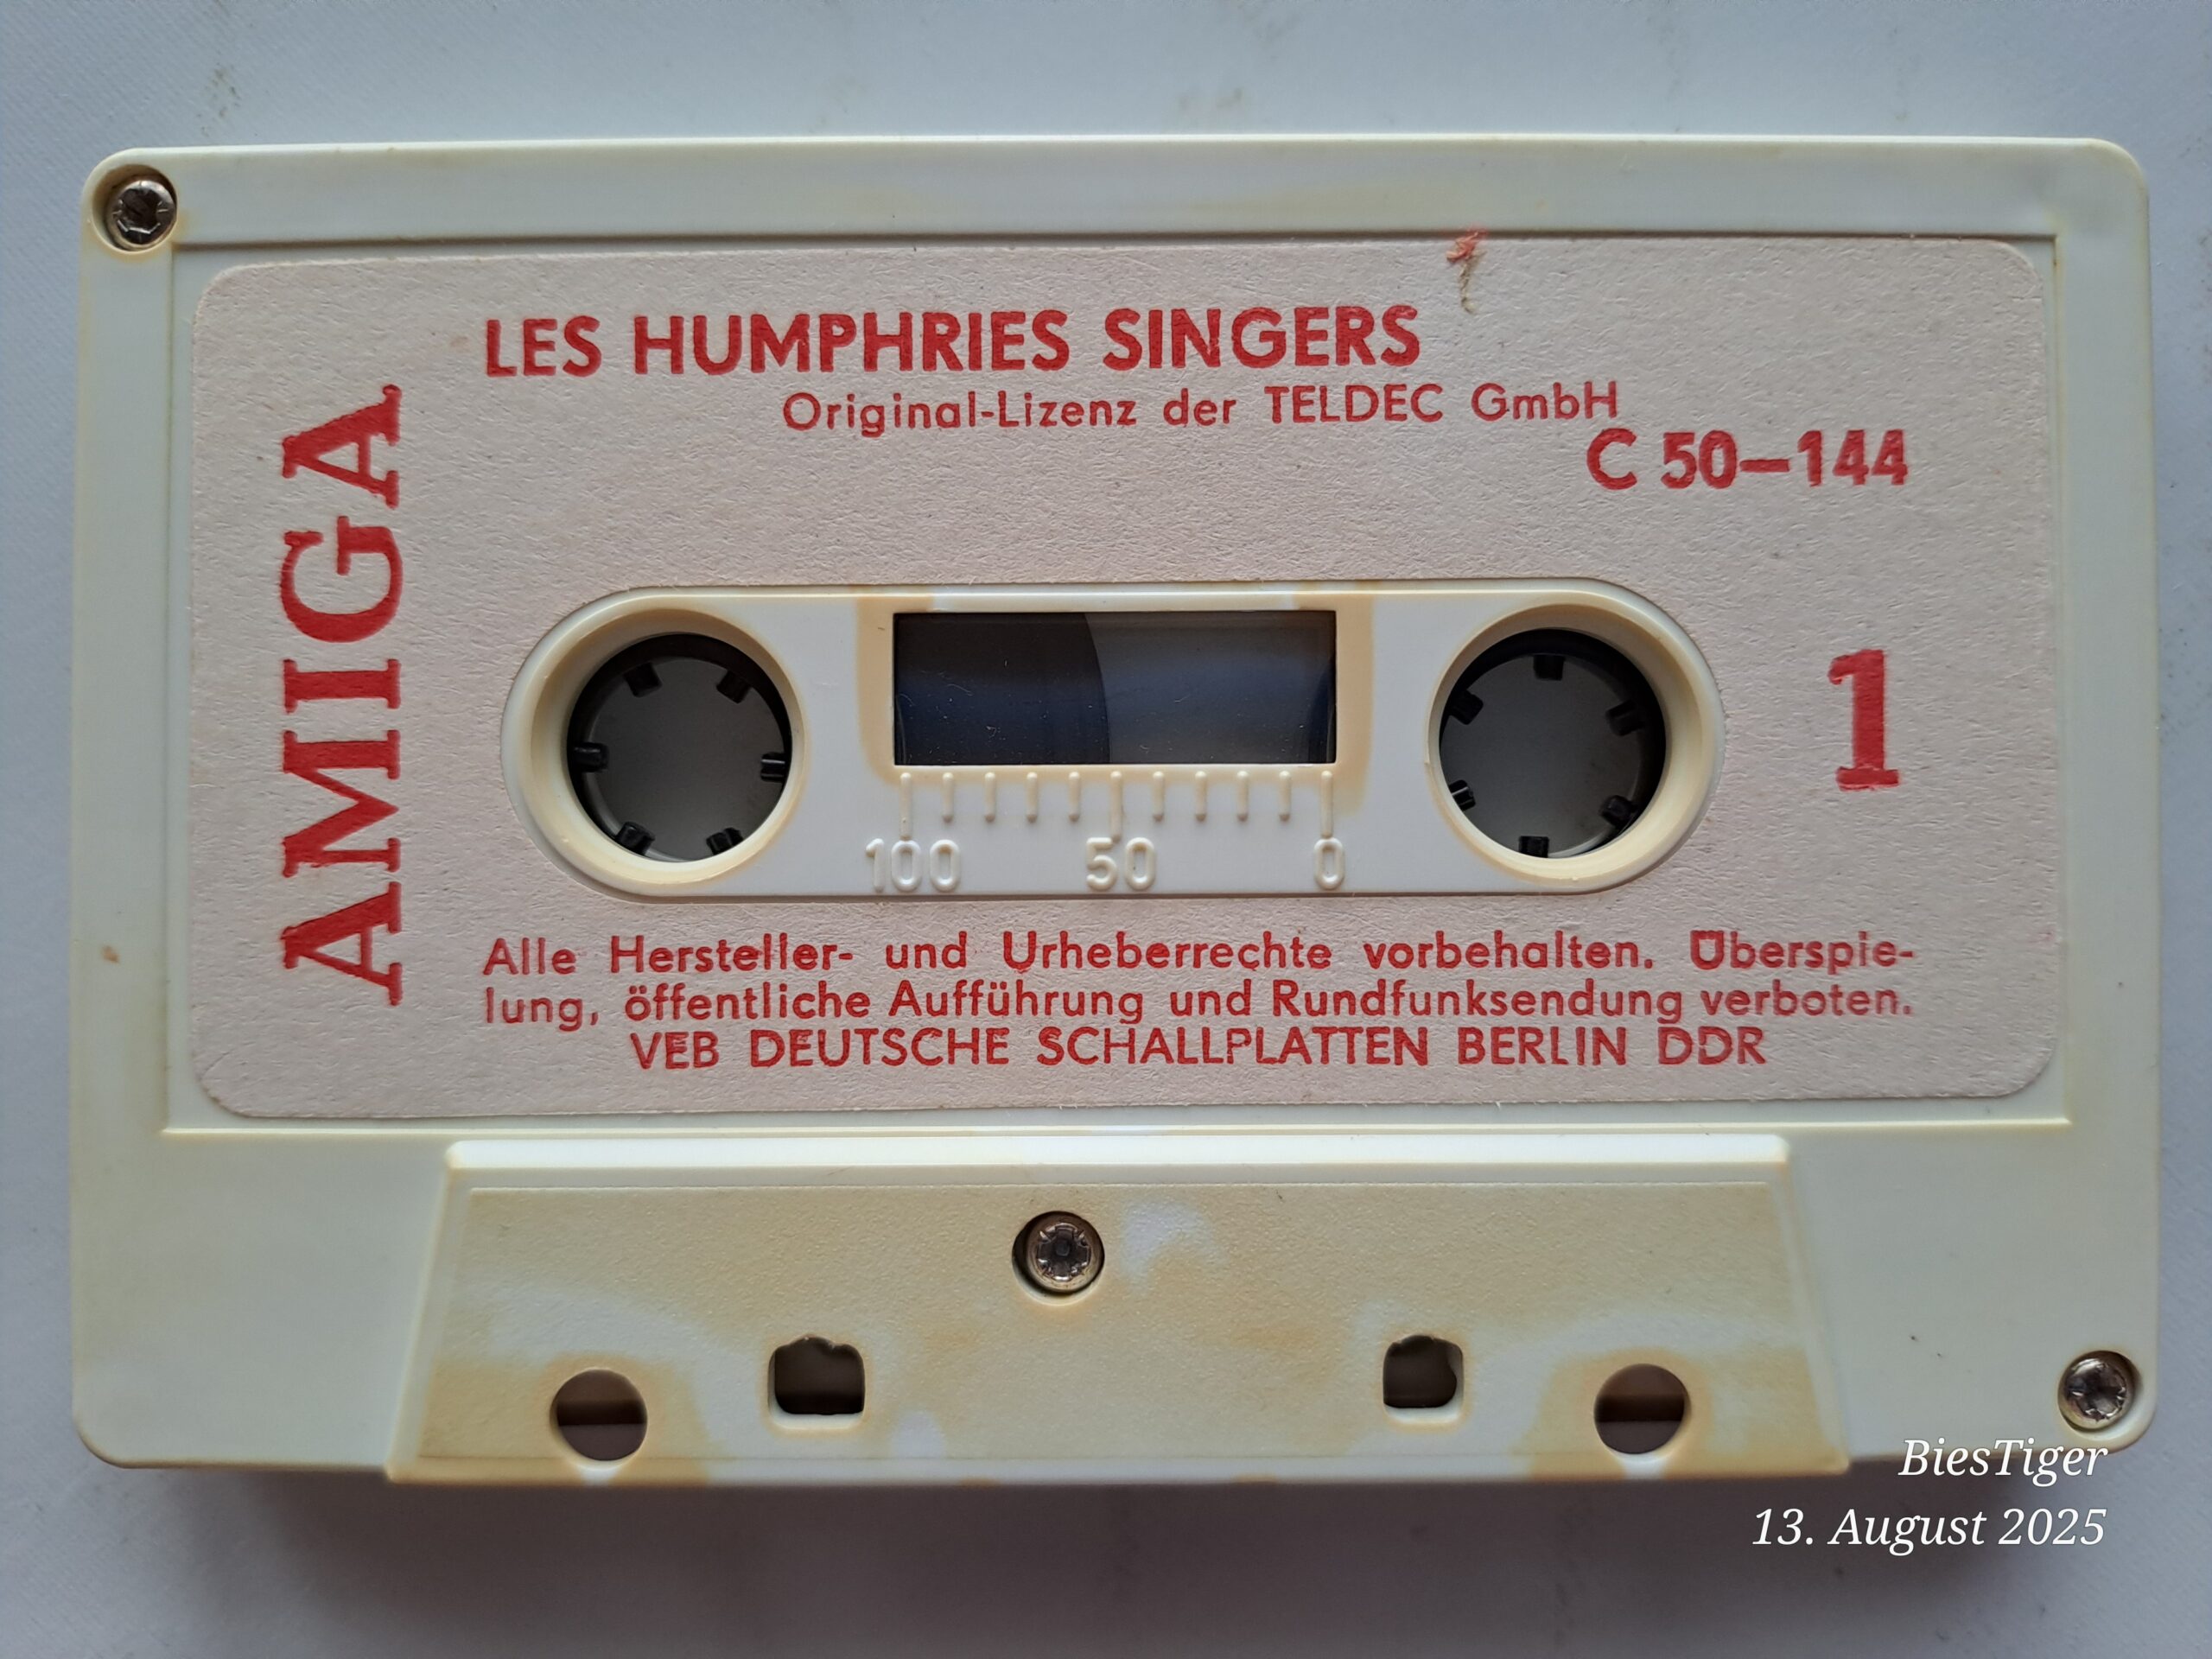 LES HUMPHRIES SINGERS
Original-Lizenz der TELDEC GmbH
C 50–144
AMIGA
1
100 50 0
Alle Hersteller- und Urheberrechte vorbehalten. Überspie-
lung, öffentliche Aufführung und Rundfunksendung verboten.
VEB DEUTSCHE SCHALLPLATTEN BERLIN DDR
BiesTiger
13. August 2025